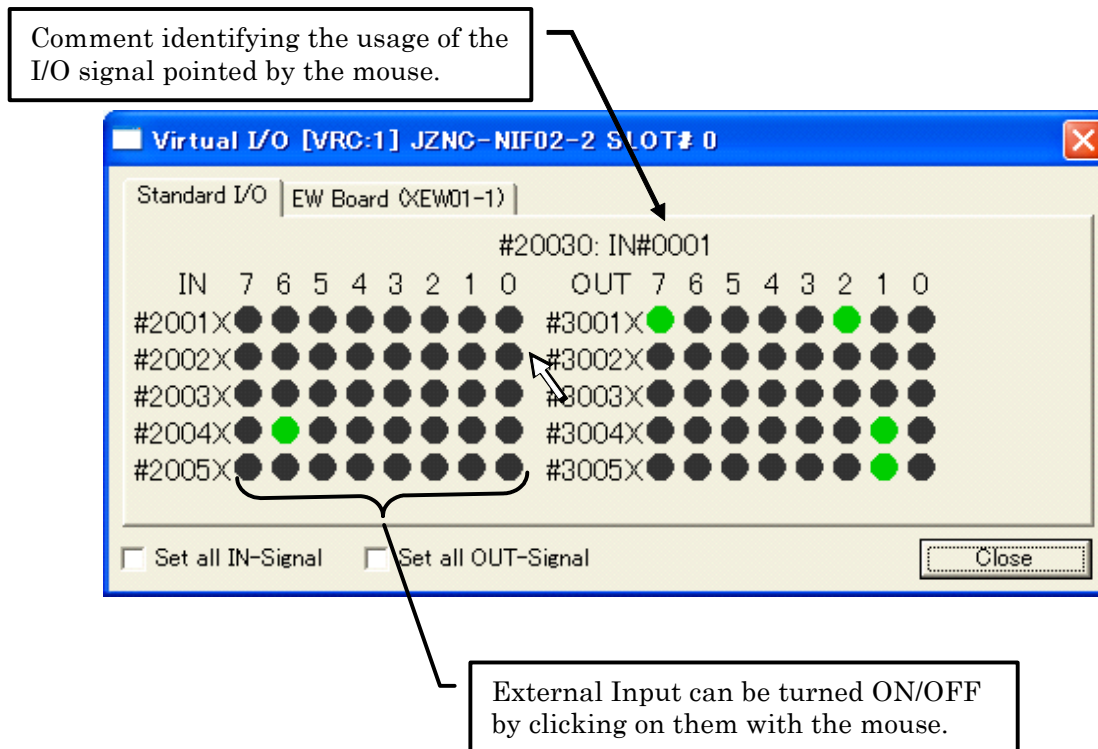 Comment identifying the usage of the
I/O signal pointed by the mouse.
Virtual I/O [VRC:1] JZNC-NIF02-2 SLOT# 0
Standard I/O EW Board (XEW01-1)
#20030: IN#0001
IN 7 6 5 4 3 2 1 0 OUT 7 6 5 4 3 2 1 0
#2001X #3001X
#2002X #3002X
#2003X #3003X
#2004X #3004X
#2005X #3005X
Set all IN-Signal Set all OUT-Signal Close
External Input can be turned ON/OFF
by clicking on them with the mouse.